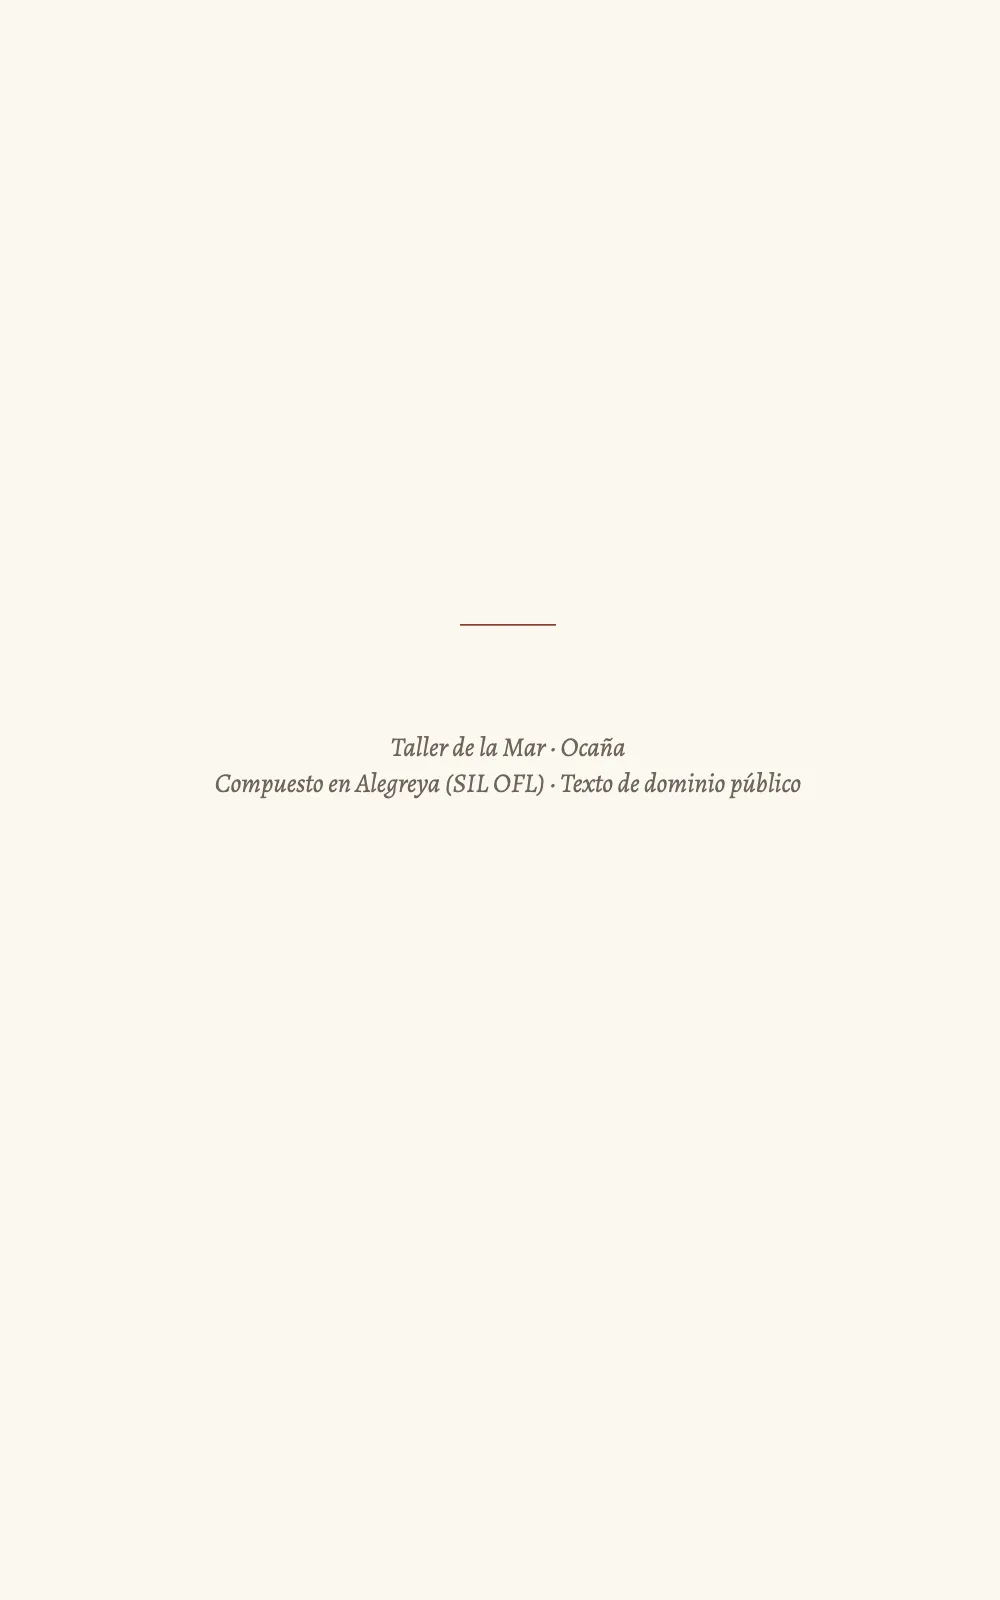 Taller de la Mar · Ocaña
Compuesto en Alegreya (SIL OFL) · Texto de dominio público